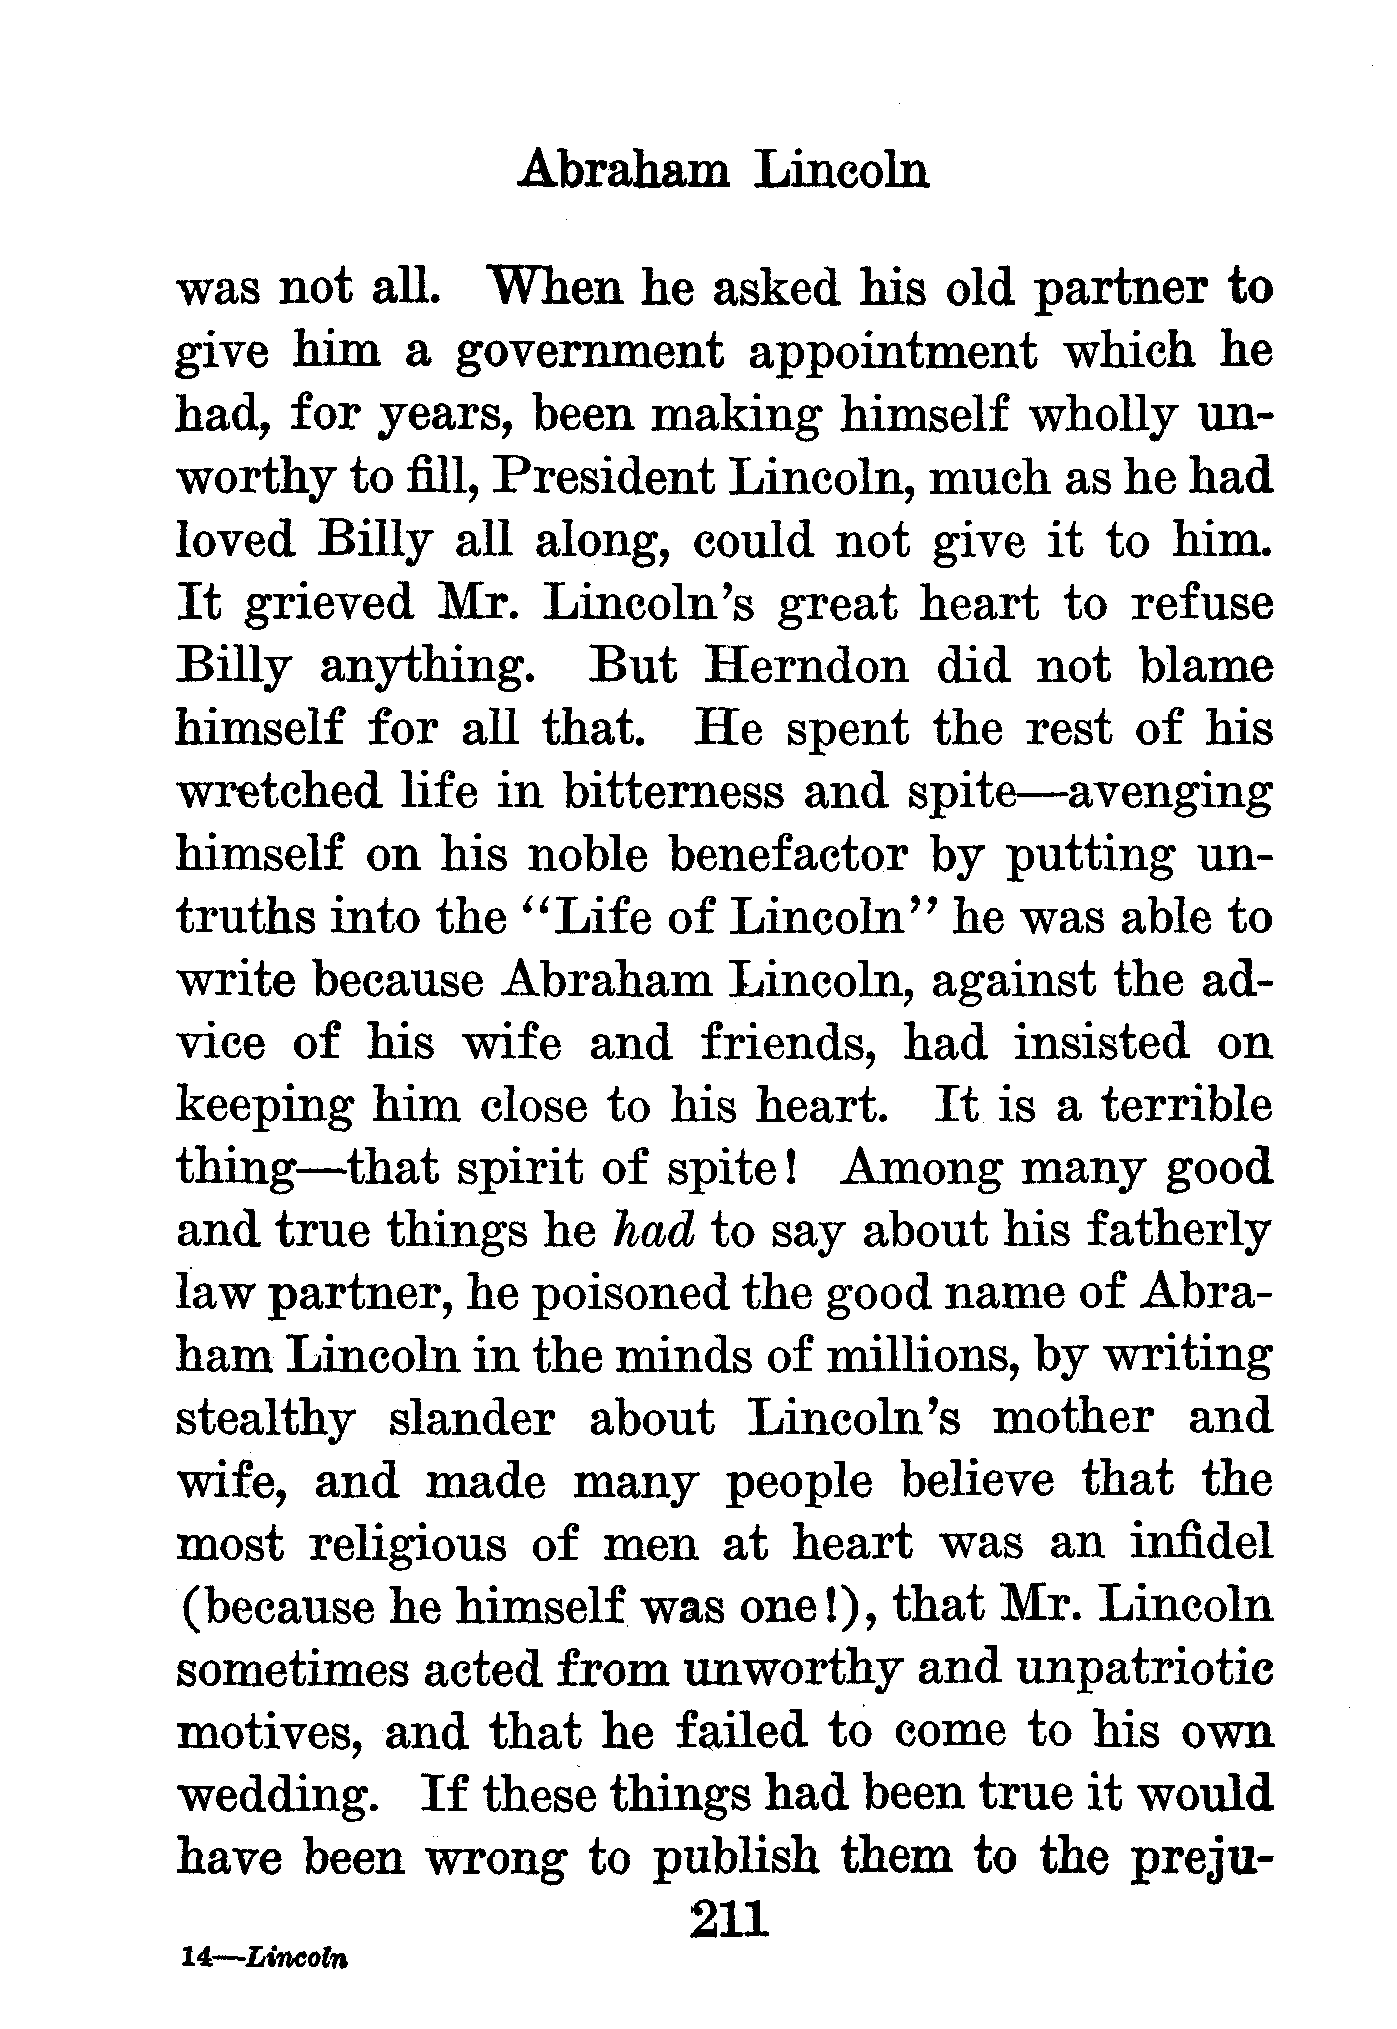 Abraham Lincoln
was not all. When he asked his old partner to
give him a government appointment which he
had, for years, been making himself wholly un-
worthy to fill, President Lincoln, much as he had
loved Billy all along, could not give it to him.
It grieved Mr. Lincoln's great heart to refuse
Billy anything. But Herndon did not blame
himself for all that. He spent the rest of his
wretched life in bitterness and spite—avenging
himself on his noble benefactor by putting un-
truths into the "Life of Lincoln" he was able to
write because Abraham Lincoln, against the ad-
vice of his wife and friends, had insisted on
keeping him close to his heart. It is a terrible
thing—that spirit of spite! Among many good
and true things he had to say about his fatherly
law partner, he poisoned the good name of Abra-
ham Lincoln in the minds of millions, by writing
stealthy slander about Lincoln's mother and
wife, and made many people believe that the
most religious of men at heart was an infidel
(because he himself was one!), that Mr. Lincoln
sometimes acted from unworthy and unpatriotic
motives, and that he failed to come to his own
wedding. If these things had been true it would
have been wrong to publish them to the preju-
211
14—Lincoln